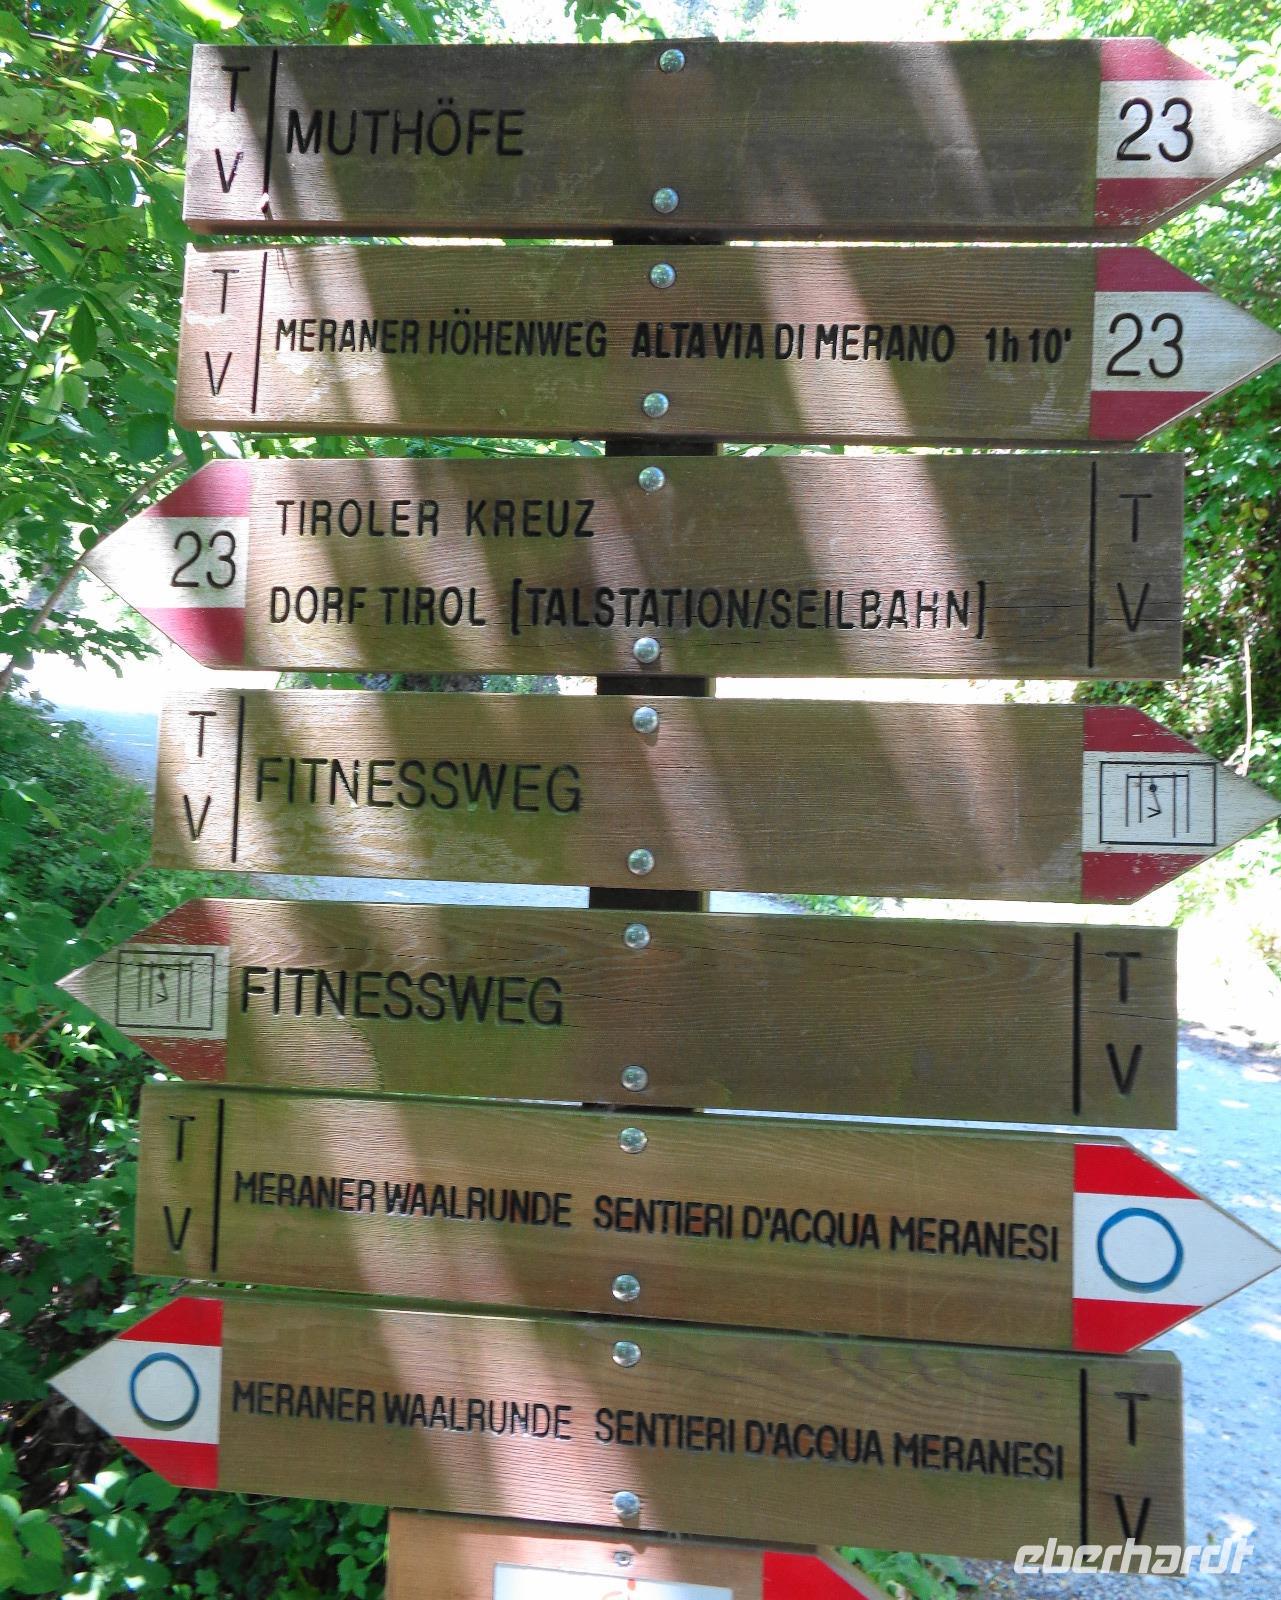 T
V
MUTHÖFE
23
T
V
MERANER HÖHENWEG ALTA VIA DI MERANO 1h 10'
23
23
TIROLER KREUZ
DORF TIROL [TALSTATION/SEILBAHN]
T
V
T
V
FITNESSWEG
FITNESSWEG
T
V
T
V
MERANER WAALRUNDE SENTIERI D'ACQUA MERANESI
MERANER WAALRUNDE SENTIERI D'ACQUA MERANESI
T
V
eberhardt